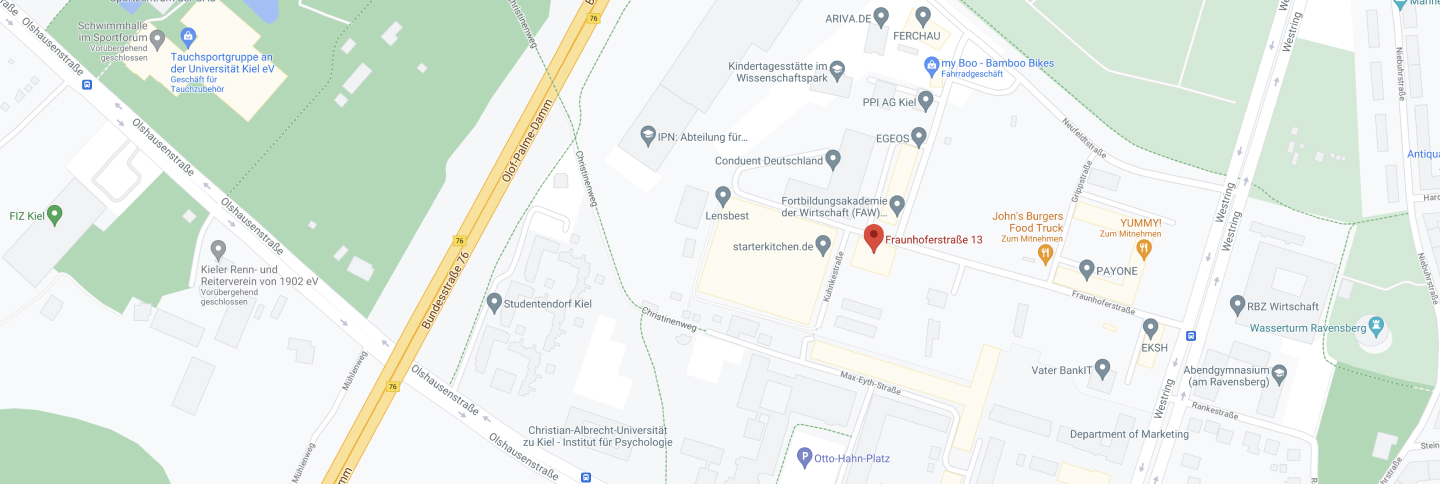 Olshausenstraße
Schwimmhalle
im Sportforum
Vorübergehend
geschlossen
Tauchsportgruppe an
der Universität Kiel eV
Geschäft für
Tauchzubehör
Christinenweg
76
ARIVA.DE
FERCHAU
Westring
Kindertagesstätte im
Wissenschaftspark
my Boo - Bamboo Bikes
Fahrradgeschäft
Niebuhrstraße
PPI AG Kiel
Olof-Palme-Damm
IPN: Abteilung für...
EGEOS
Neufeldtstraße
Olshausenstraße
Conduent Deutschland
Antiqua
Christinenweg
Gripp­straße
FIZ Kiel
Olshausenstraße
Lensbest
Fortbildungsakademie
der Wirtschaft (FAW)...
John's Burgers
Food Truck
Zum Mitnehmen
YUMMY!
Zum Mitnehmen
Westring
Westring
76
starterkitchen.de
Fraunhoferstraße 13
Kieler Renn- und
Reiterverein von 1902 eV
Vorübergehend
geschlossen
Bundesstraße 76
Kuhnkestraße
PAYONE
Niebuhrstraße
Studentendorf Kiel
Christinenweg
Fraunhoferstraße
RBZ Wirtschaft
Wasserturm Ravensberg
EKSH
Mühlenweg
76
Olshausenstraße
Max-Eyth-Straße
Vater BankIT
Abendgymnasium
(am Ravensberg)
Westring
Rankestraße
Christian-Albrecht-Universität
zu Kiel - Institut für Psychologie
Department of Marketing
Olshausenstraße
Mühlenweg
P
Otto-Hahn-Platz